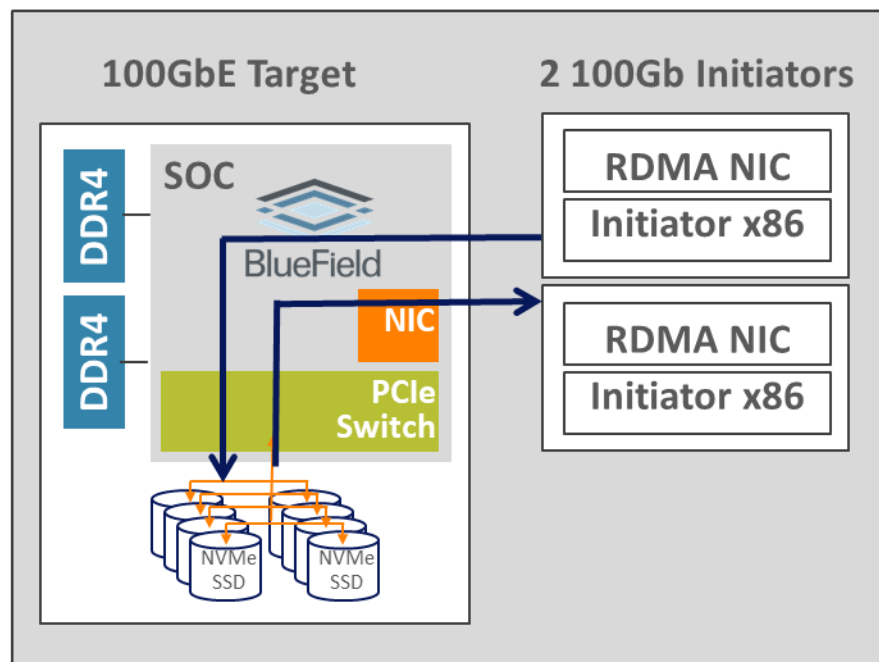 100GbE Target
2 100Gb Initiators
DDR4
DDR4
SOC
BlueField
NIC
PCIe
Switch
NVMe
SSD
NVMe
SSD
RDMA NIC
Initiator x86
RDMA NIC
Initiator x86